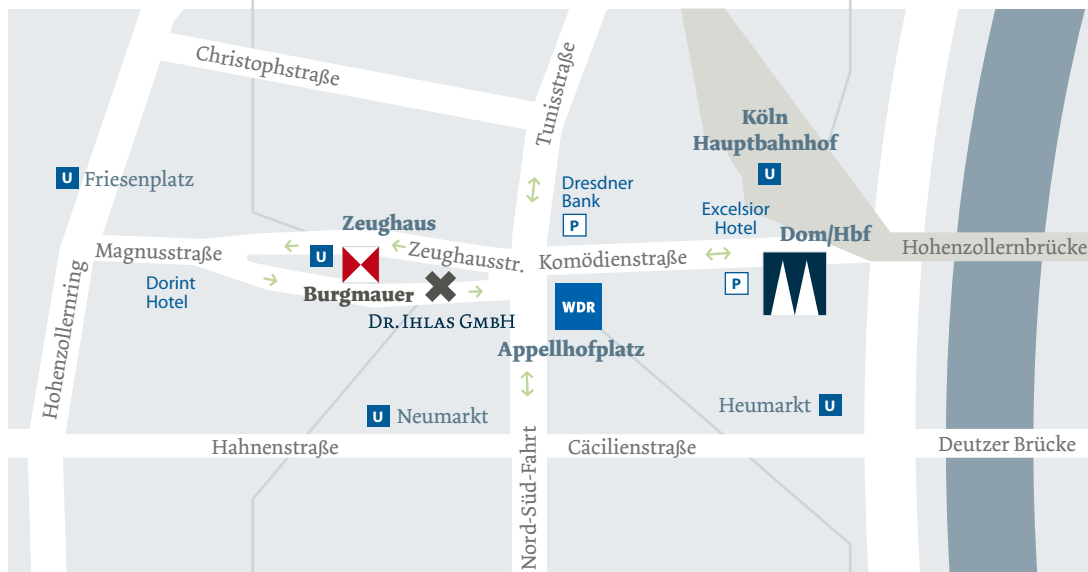 Christophstraße
Tunisstraße
Köln
Hauptbahnhof
U
U Friesenplatz
Dresdner
Bank
P
Excelsior
Hotel
Zeughaus
Dom/Hbf
Magnusstraße
U
Zeughausstr.
Komödienstraße
Hohenzollernbrücke
Dorint
Hotel
Burgmauer
P
WDR
Dr. Ihlas GmbH
Appellhofplatz
Hohenzollernring
U Neumarkt
Heumarkt U
Hahnenstraße
Nord-Süd-Fahrt
Cäcilienstraße
Deutzer Brücke